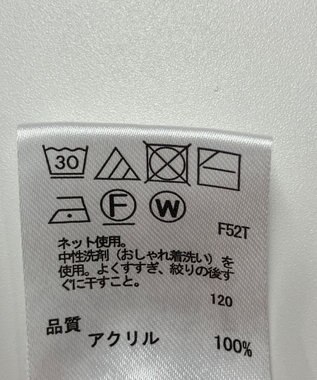 30
F W
F52T
ネット使用。
中性洗剤（おしゃれ着洗い）を
使用。よくすすぎ、絞りの後す
ぐに干すこと。
120
品質
アクリル 100%